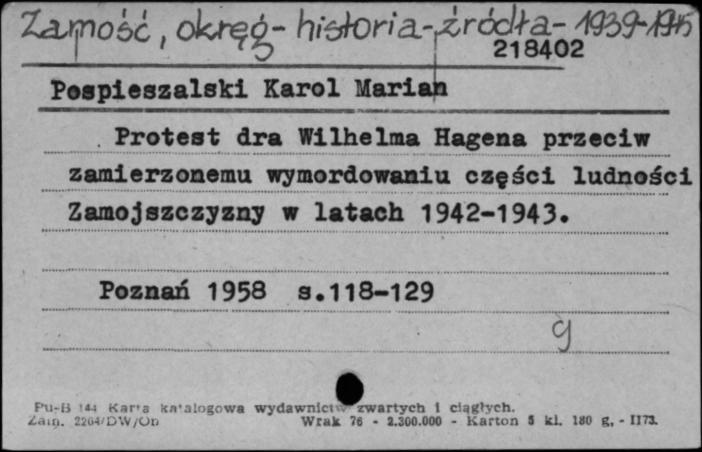 Zamość, okręg - historia - źródła - 1939-1945
218402
Pospieszalski Karol Marian
Protest dra Wilhelma Hagena przeciw
zamierzonemu wymordowaniu części ludności
Zamojszczyzny w latach 1942-1943.
Poznań 1958 s.118-129
g
Pu-B 144 Karta katalogowa wydawnictw zwartych i ciągłych.
Zam. 2264/DW/On Wrak 76 - 2.300.000 - Karton 5 kl. 180 g. - II73.